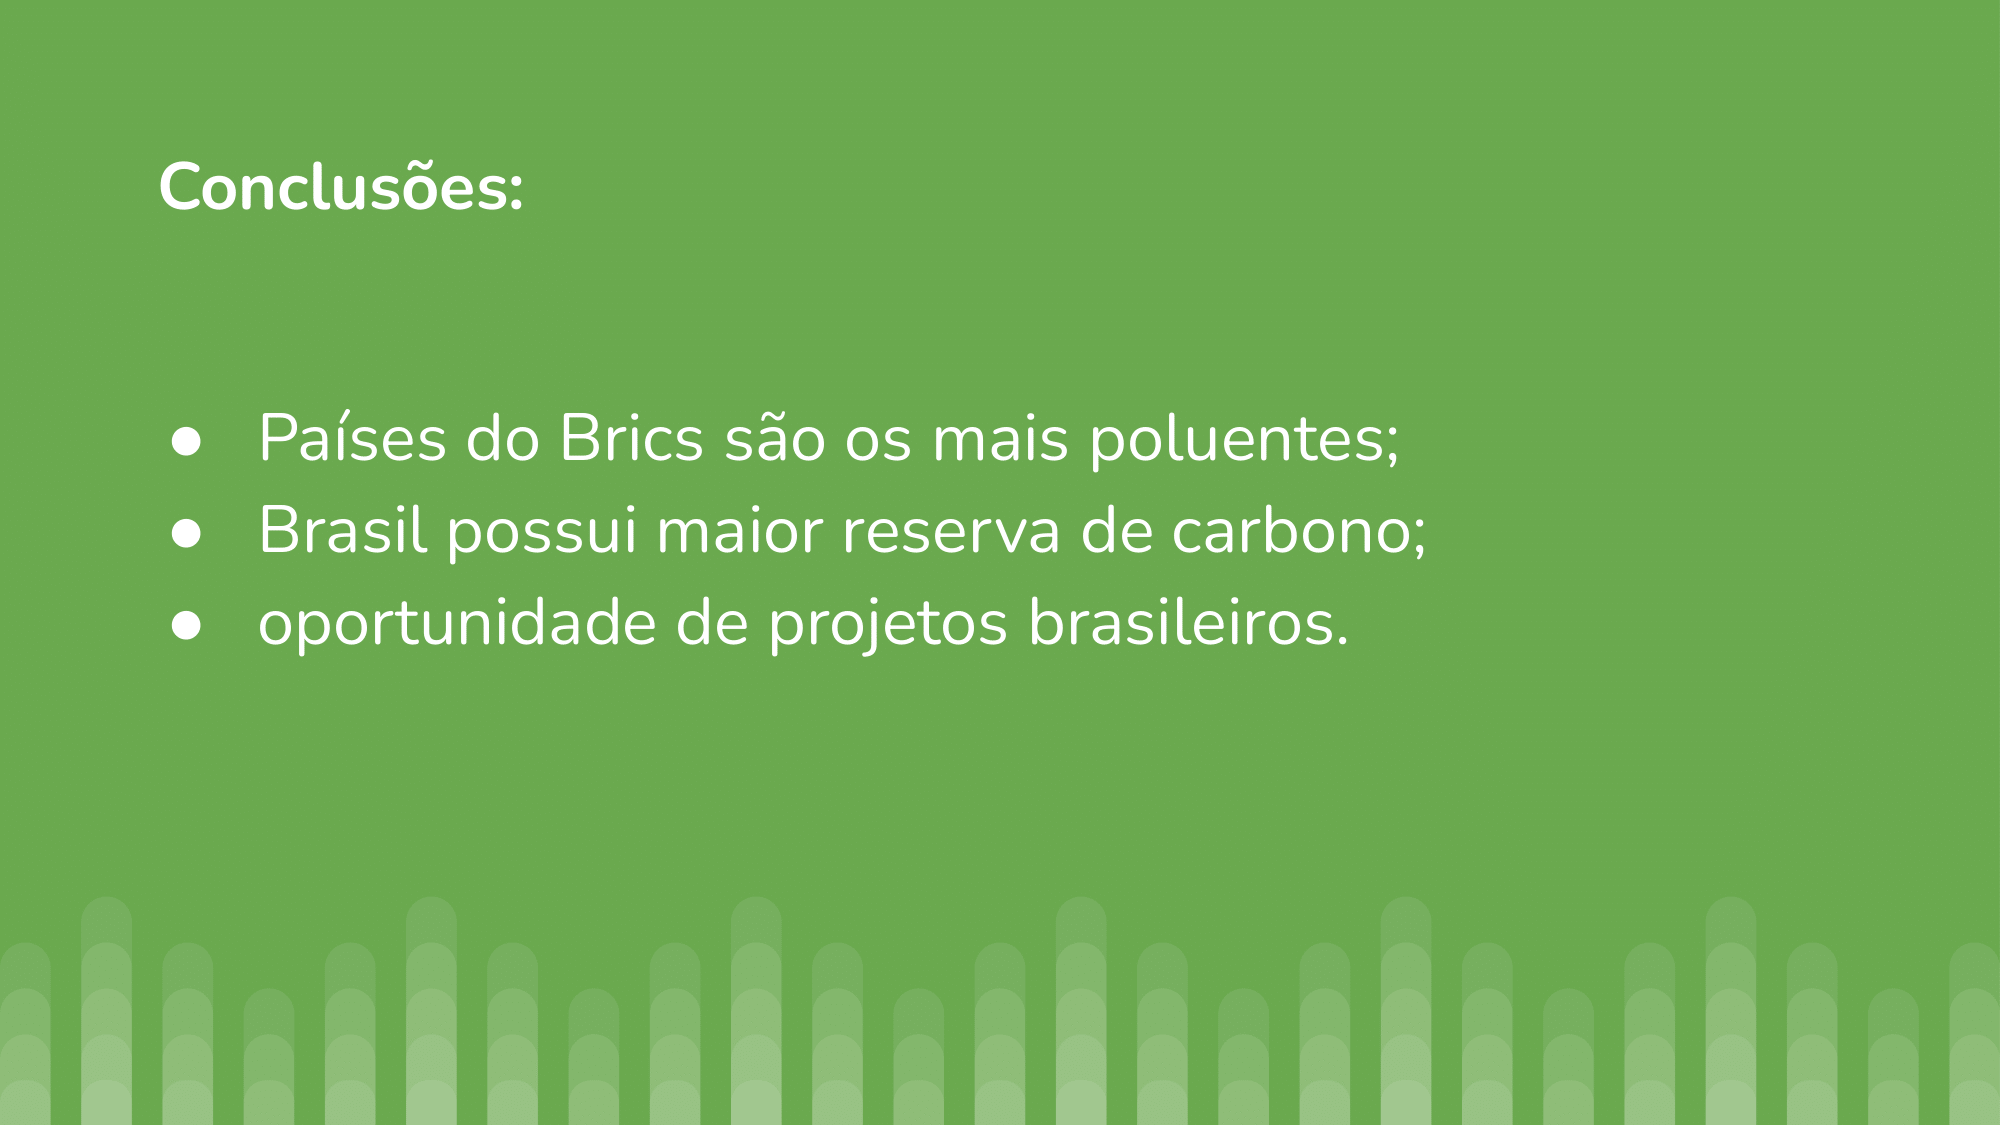 Conclusões:
● Países do Brics são os mais poluentes;
● Brasil possui maior reserva de carbono;
● oportunidade de projetos brasileiros.